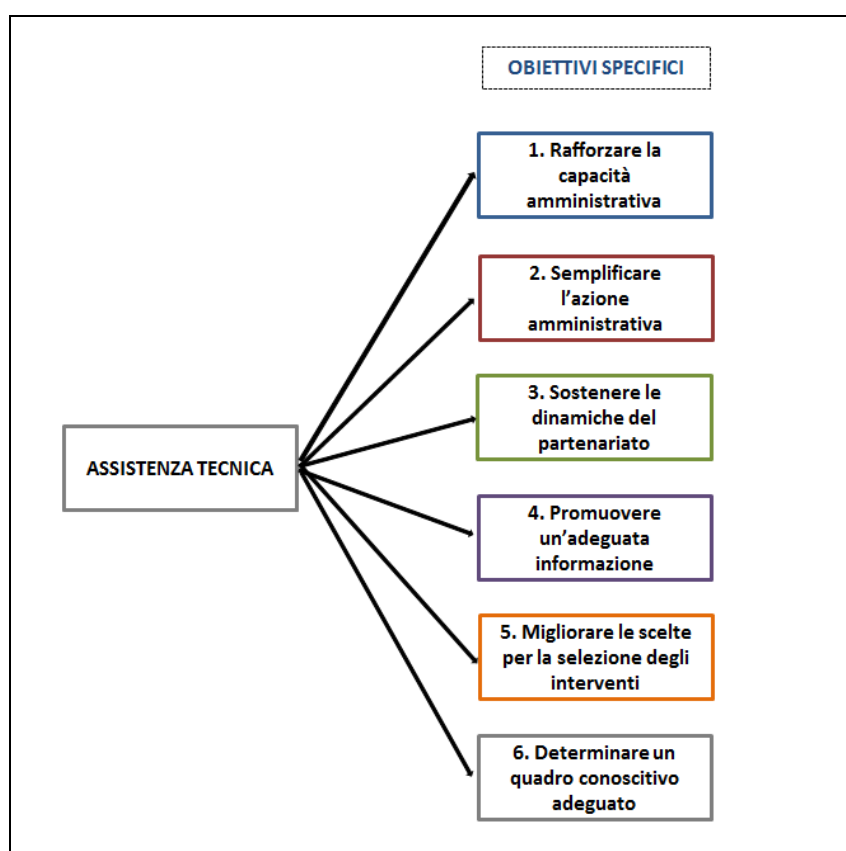 OBIETTIVI SPECIFICI
1. Rafforzare la
capacità
amministrativa
2. Semplificare
l’azione
amministrativa
3. Sostenere le
dinamiche del
partenariato
ASSISTENZA TECNICA
4. Promuovere
un’adeguata
informazione
5. Migliorare le scelte
per la selezione degli
interventi
6. Determinare un
quadro conoscitivo
adeguato